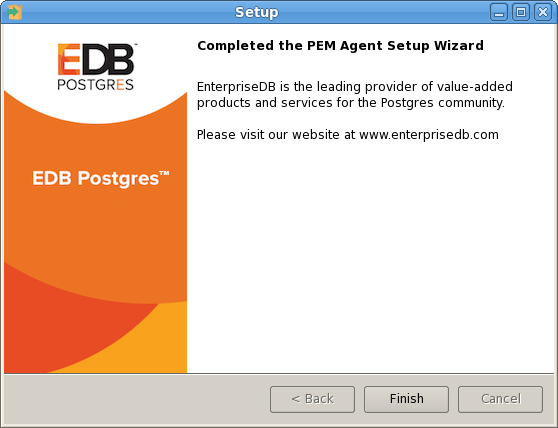 Setup
EDB™
POSTGRES
EDB Postgres™
Completed the PEM Agent Setup Wizard
EnterpriseDB is the leading provider of value-added
products and services for the Postgres community.
Please visit our website at www.enterprisedb.com
< Back
Finish
Cancel